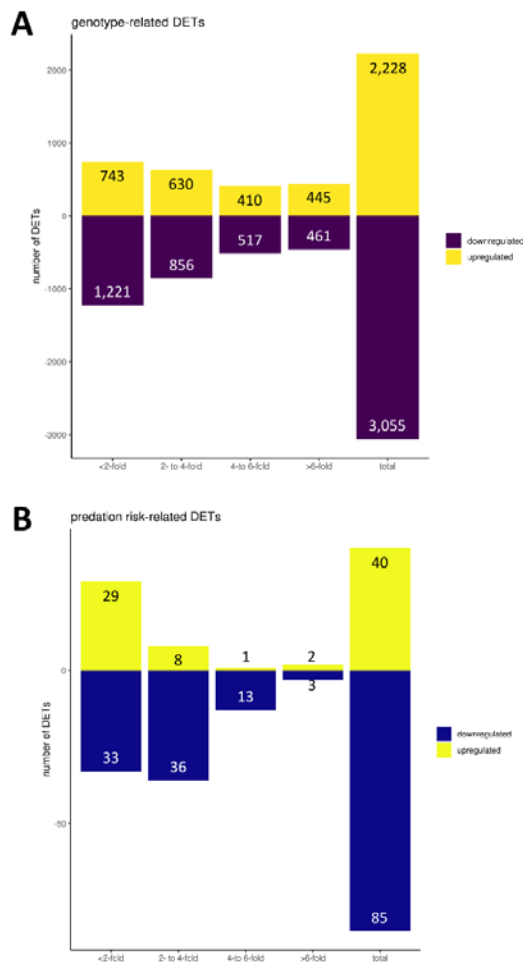 A
genotype-related DETs
2,228
2000
1000
743
630
410
445
0
number of DETs
517
461
856
1,221
-1000
-2000
-3000
3,055
downregulated
upregulated
<2-fold
2- to 4-fold
4-to 6-fold
>6-fold
total
B
predation risk-related DETs
40
29
8
1
2
0
number of DETs
3
13
33
36
-50
85
downregulated
upregulated
<2-fold
2- to 4-fold
4-to 6-fold
>6-fold
total